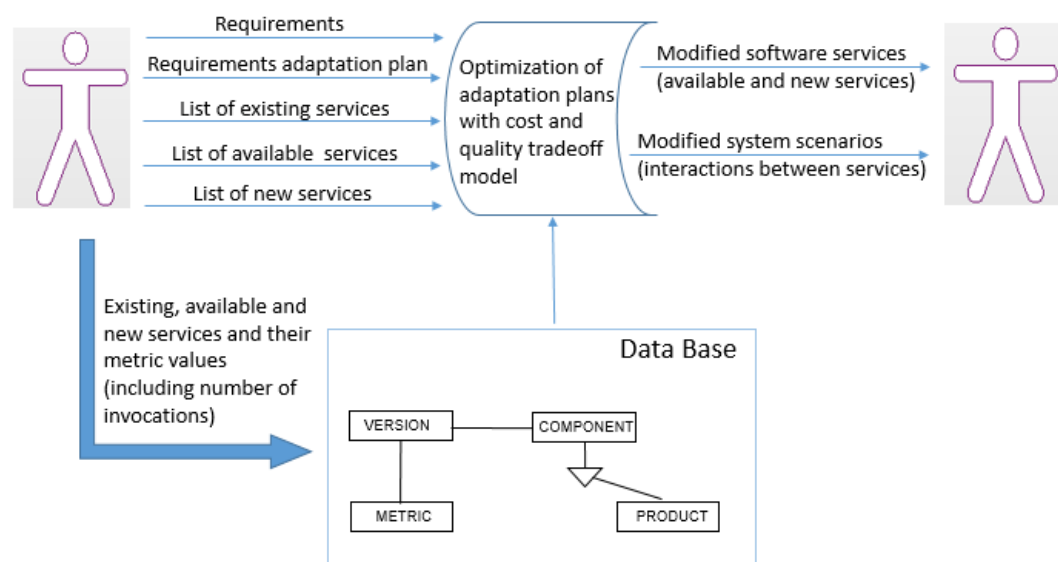 Requirements
Requirements adaptation plan
List of existing services
List of available services
List of new services
Optimization of
adaptation plans
with cost and
quality tradeoff
model
Modified software services
(available and new services)
Modified system scenarios
(interactions between services)
Existing, available and
new services and their
metric values
(including number of
invocations)
Data Base
VERSION
COMPONENT
METRIC
PRODUCT